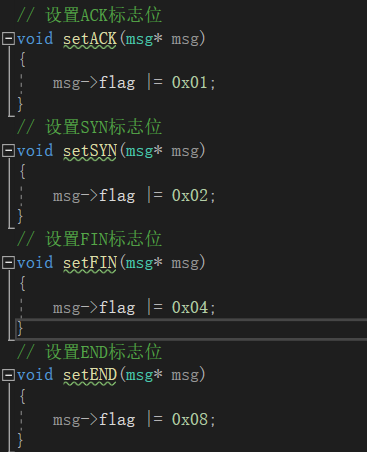 // 设置ACK标志位
void setACK(msg* msg)
{
msg->flag |= 0x01;
}
// 设置SYN标志位
void setSYN(msg* msg)
{
msg->flag |= 0x02;
}
// 设置FIN标志位
void setFIN(msg* msg)
{
msg->flag |= 0x04;
}
// 设置END标志位
void setEND(msg* msg)
{
msg->flag |= 0x08;
}